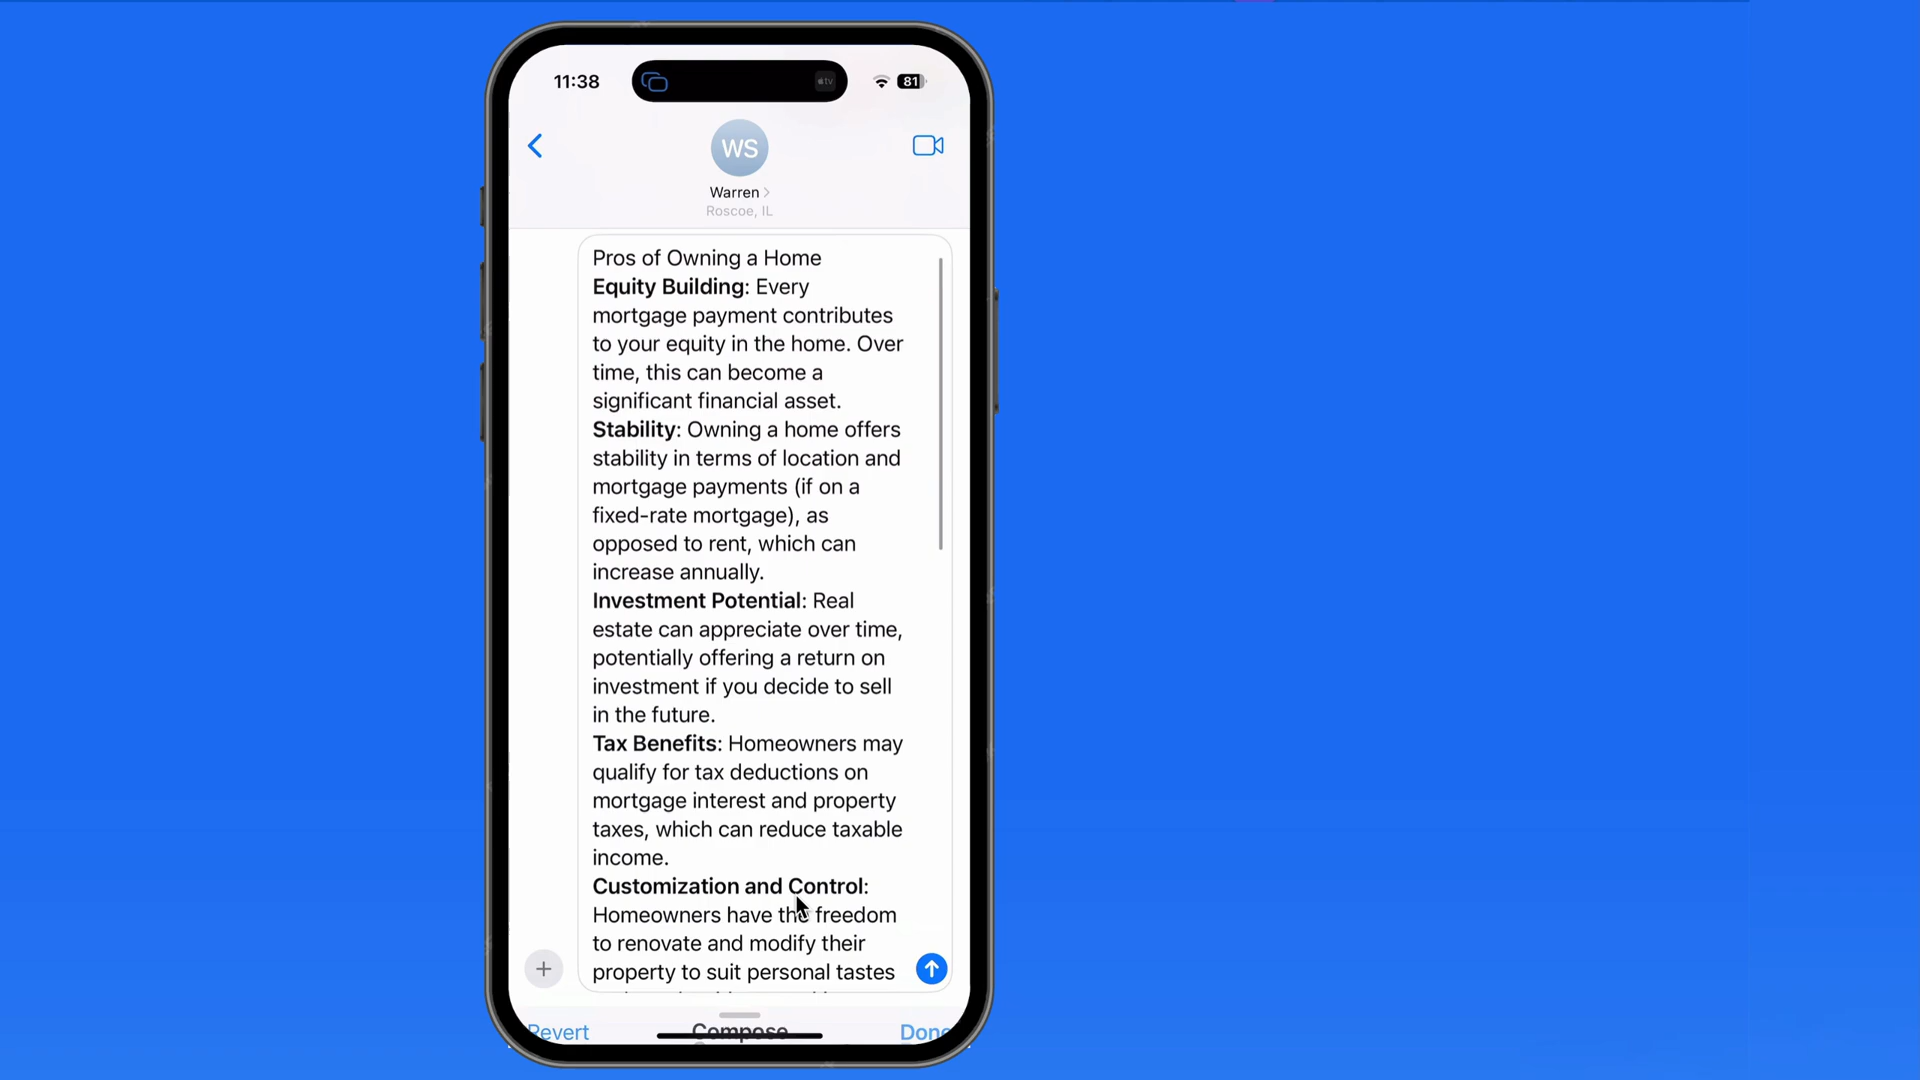 11:38
tv
81
WS
Warren
Roscoe, IL
Pros of Owning a Home
Equity Building: Every
mortgage payment contributes
to your equity in the home. Over
time, this can become a
significant financial asset.
Stability: Owning a home offers
stability in terms of location and
mortgage payments (if on a
fixed-rate mortgage), as
opposed to rent, which can
increase annually.
Investment Potential: Real
estate can appreciate over time,
potentially offering a return on
investment if you decide to sell
in the future.
Tax Benefits: Homeowners may
qualify for tax deductions on
mortgage interest and property
taxes, which can reduce taxable
income.
Customization and Control:
Homeowners have the freedom
to renovate and modify their
property to suit personal tastes
Revert Compose Done